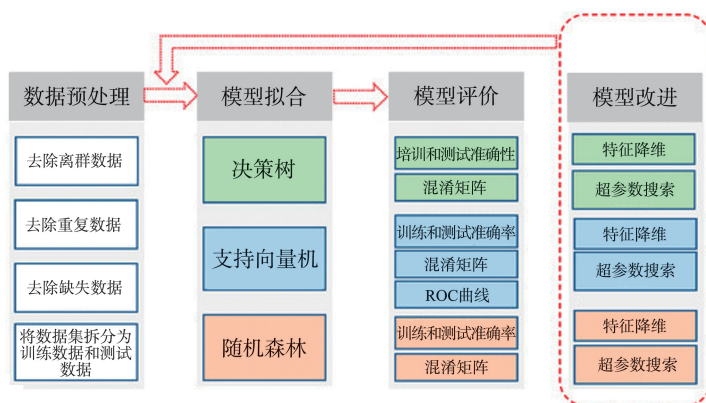 数据预处理
去除离群数据
去除重复数据
去除缺失数据
将数据集拆分为
训练数据和测试
数据
模型拟合
决策树
支持向量机
随机森林
模型评价
培训和测试准确性
混淆矩阵
训练和测试准确率
混淆矩阵
ROC曲线
训练和测试准确率
混淆矩阵
模型改进
特征降维
超参数搜索
特征降维
超参数搜索
特征降维
超参数搜索